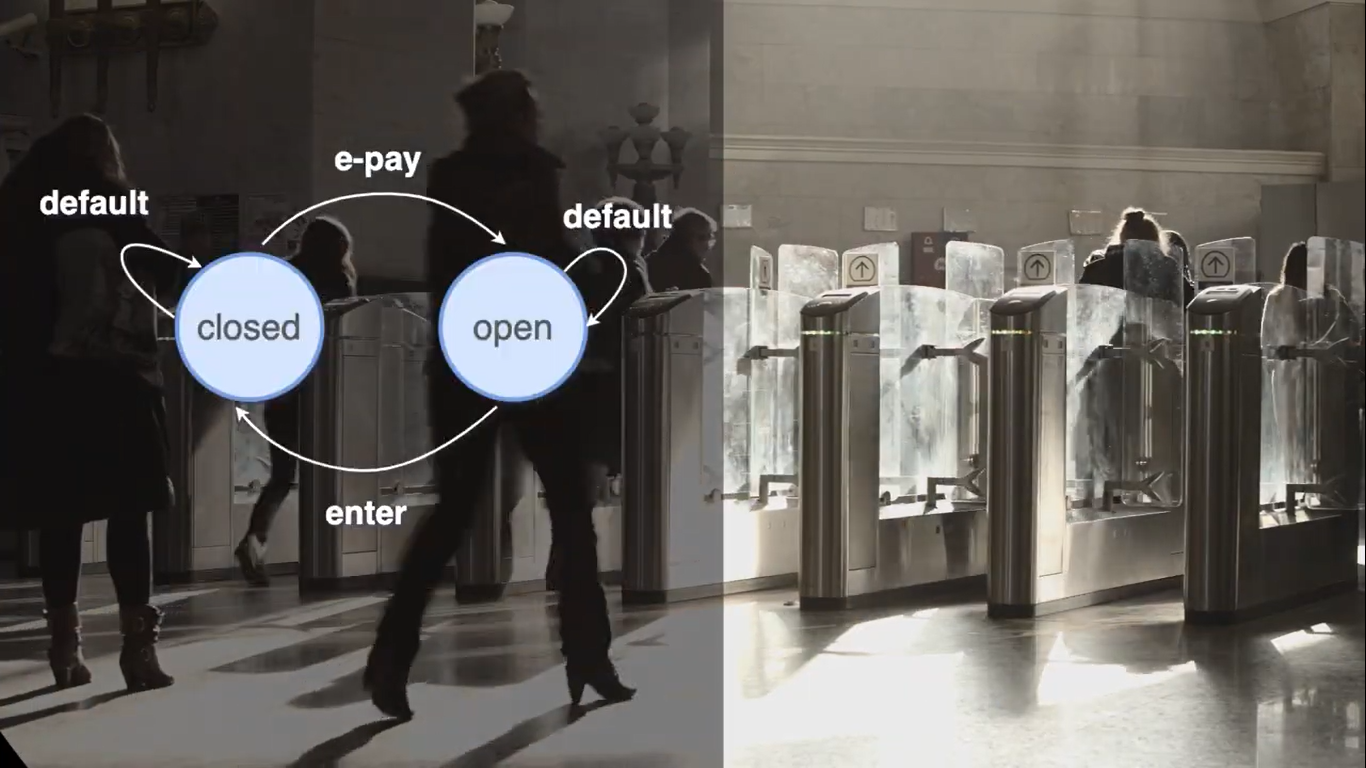 e-pay
default
default
closed
open
enter